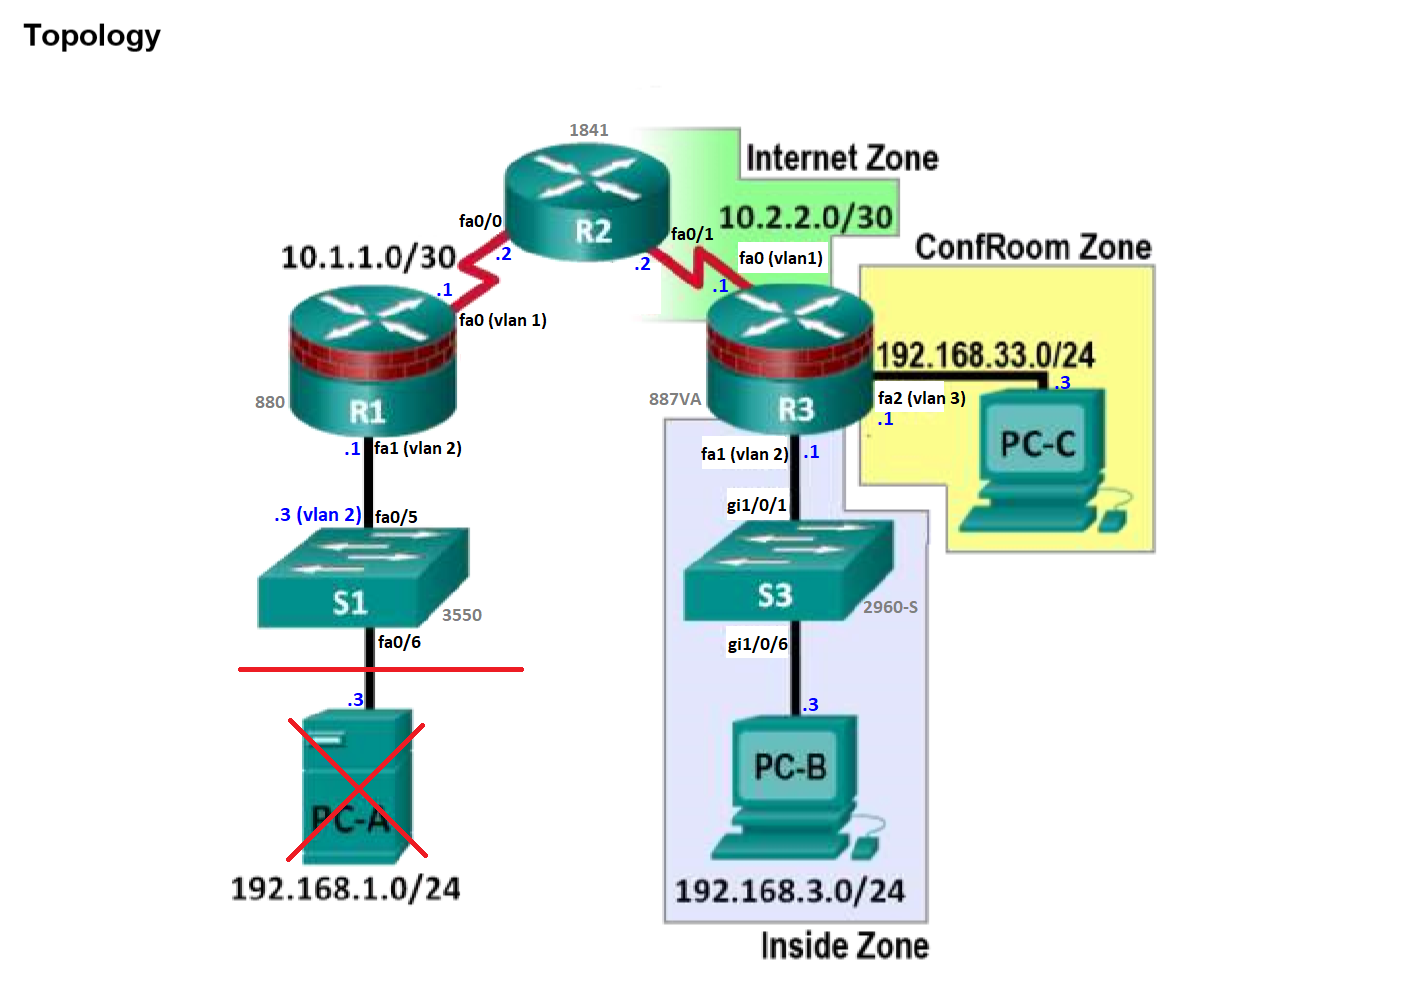 Topology
1841
Internet Zone
fa0/0
R2
10.2.2.0/30
fa0/1
10.1.1.0/30
.2
.2
fa0 (vlan1)
ConfRoom Zone
.1
.1
fa0 (vlan 1)
192.168.33.0/24
.3
880
R1
887VA
R3
fa2 (vlan 3)
.1
.1
fa1 (vlan 2)
fa1 (vlan 2)
.1
PC-C
gi1/0/1
.3 (vlan 2)
fa0/5
S1
3550
S3
2960-S
fa0/6
gi1/0/6
.3
.3
PC-A
PC-B
192.168.1.0/24
192.168.3.0/24
Inside Zone